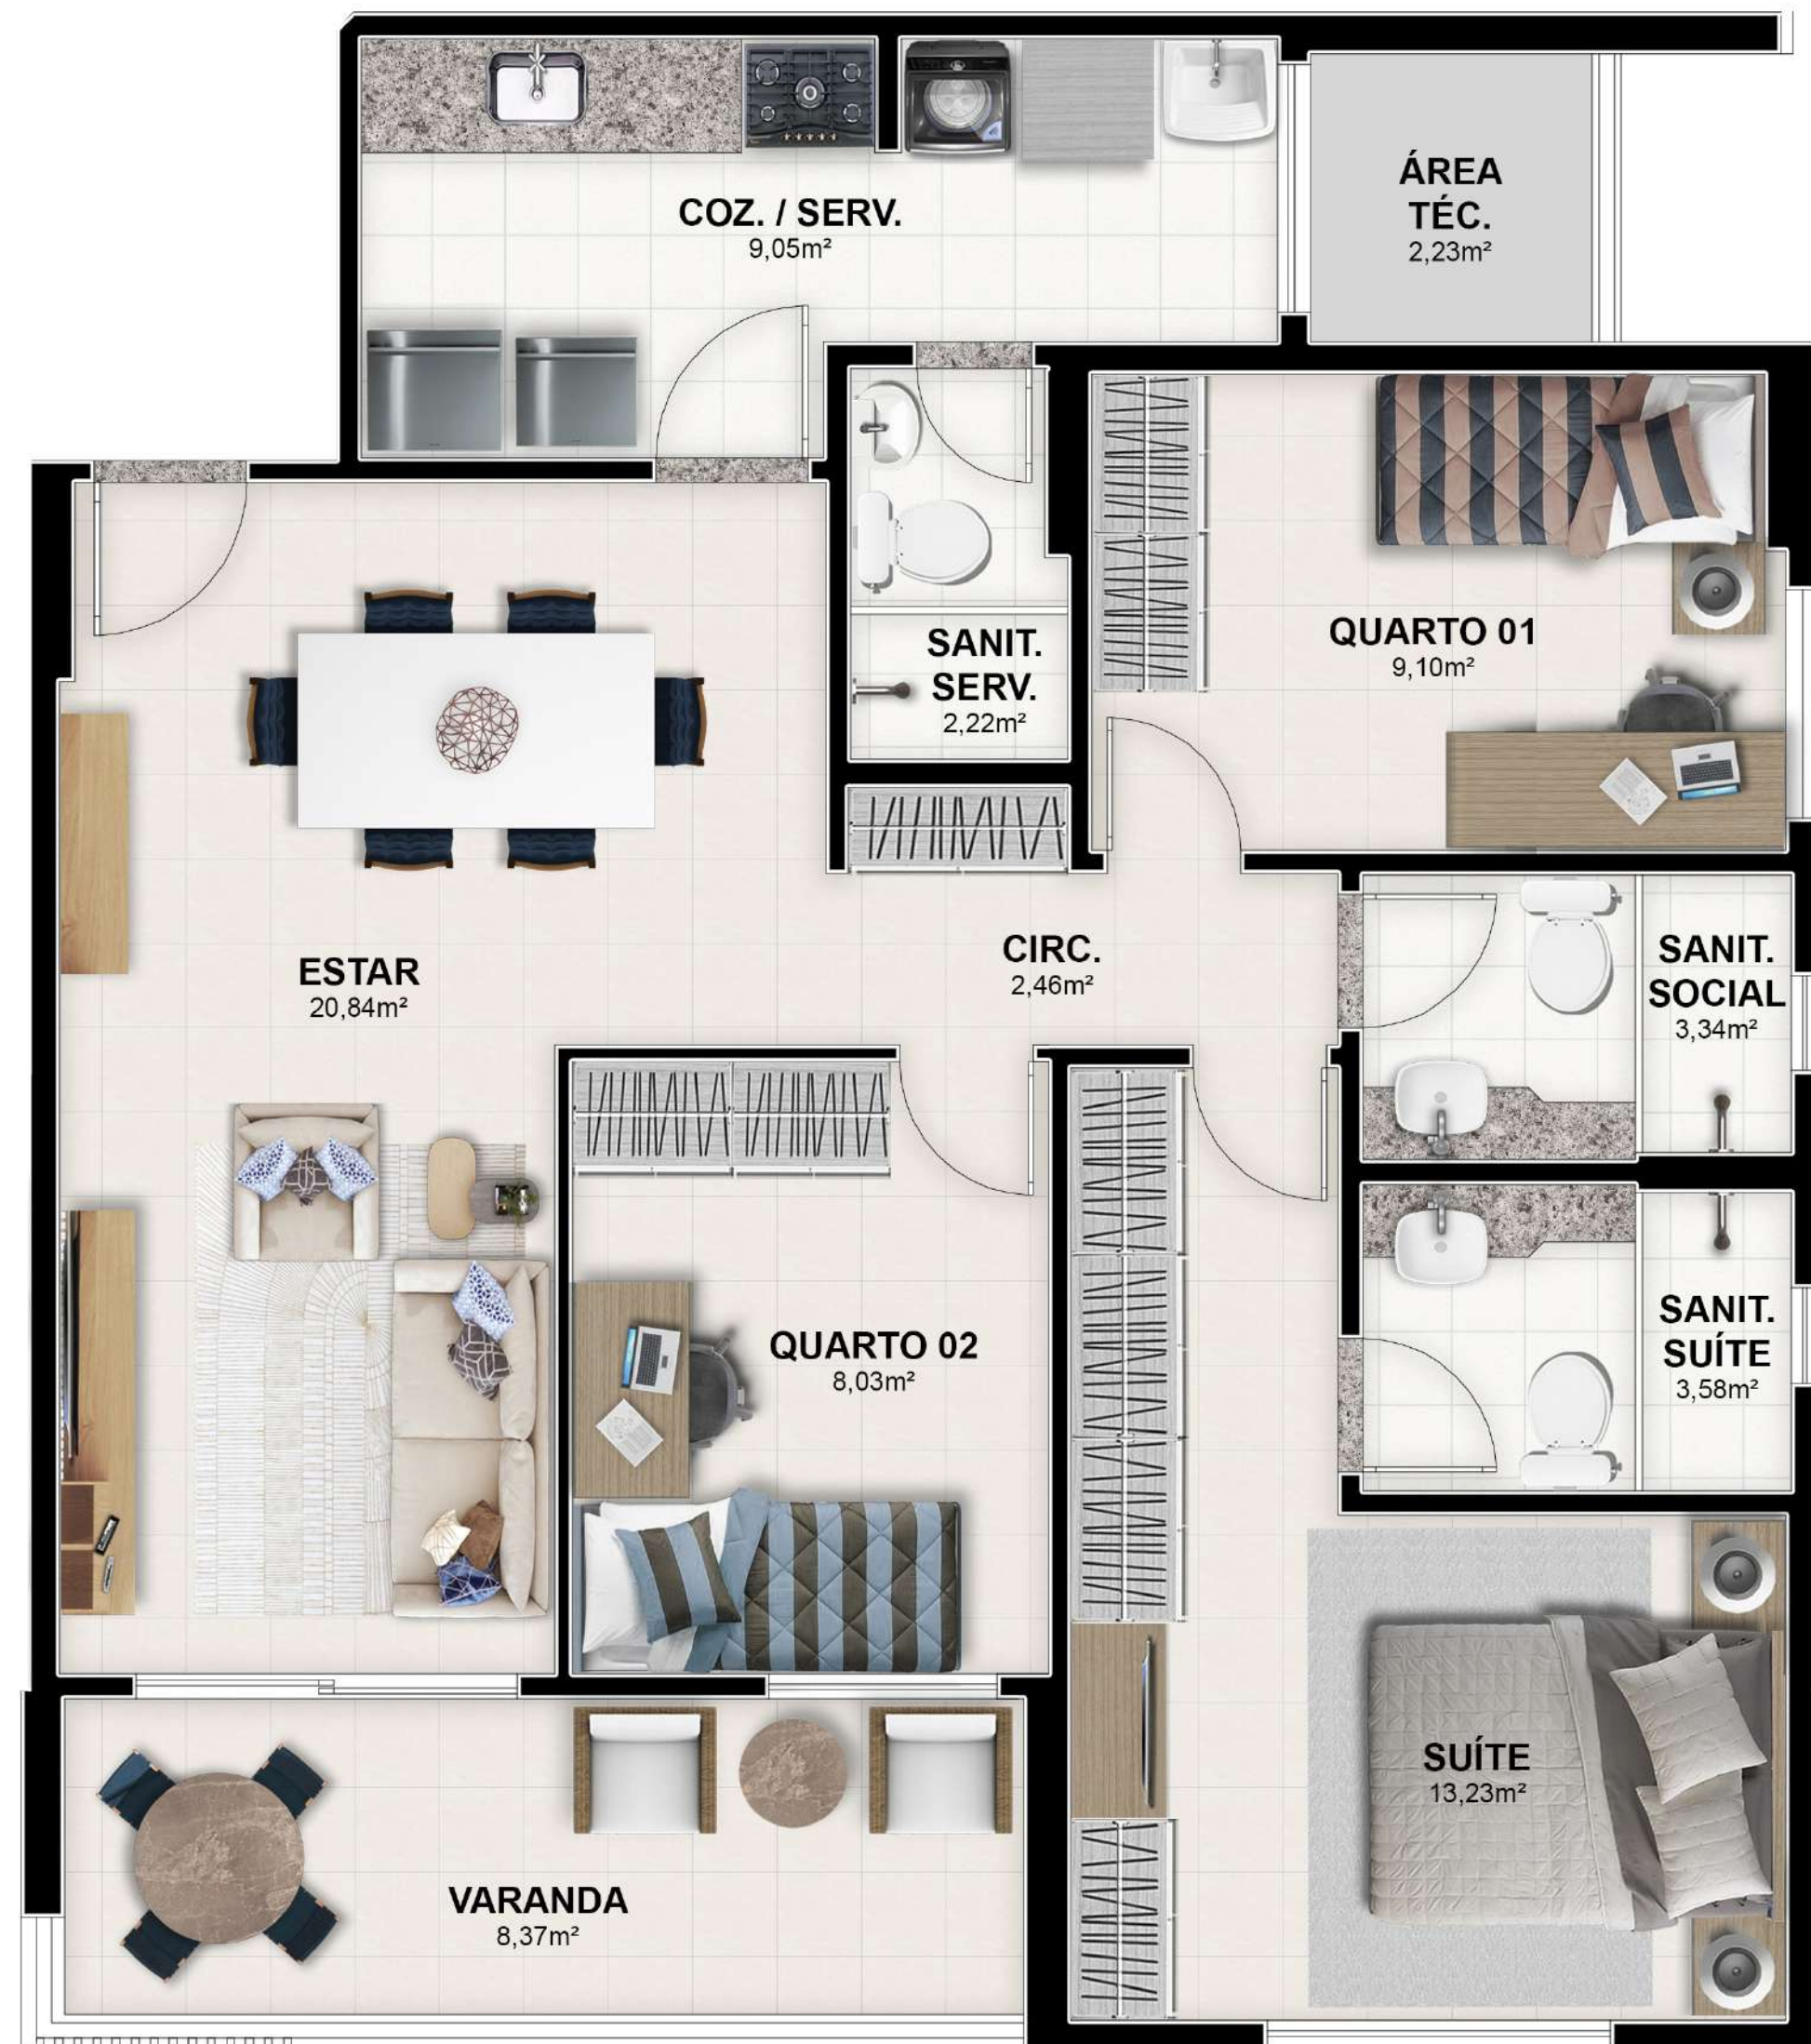 COZ. / SERV.
9,05m²
ÁREA
TÉC.
2,23m²
SANIT.
SERV.
2,22m²
QUARTO 01
9,10m²
ESTAR
20,84m²
CIRC.
2,46m²
SANIT.
SOCIAL
3,34m²
QUARTO 02
8,03m²
SANIT.
SUÍTE
3,58m²
SUÍTE
13,23m²
VARANDA
8,37m²